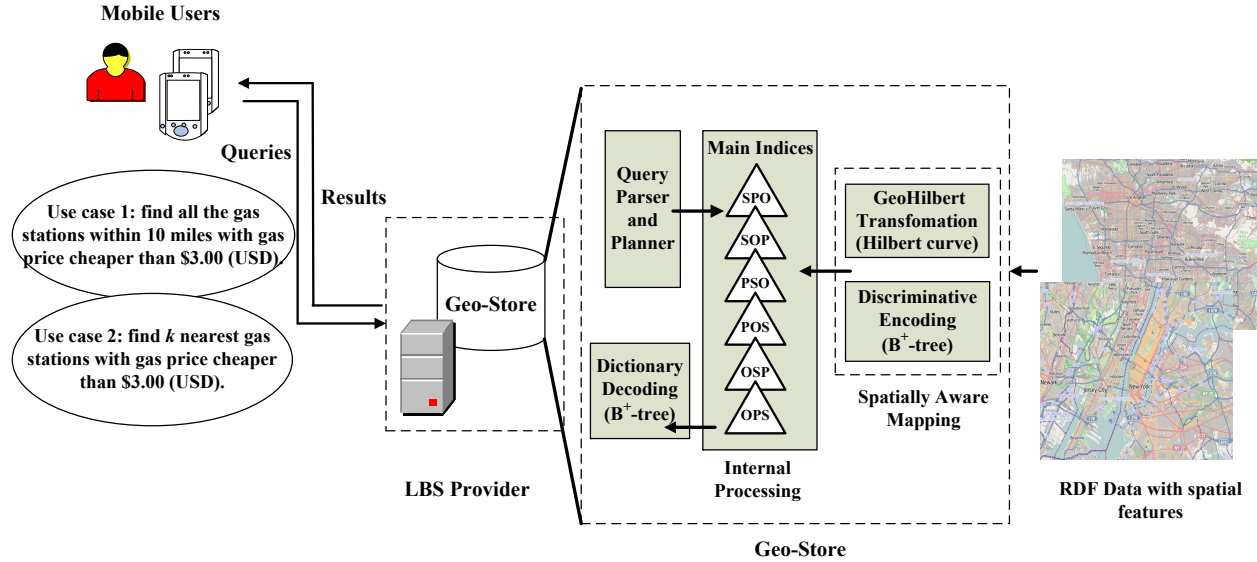 Mobile Users
Queries
Results
Use case 1: find all the gas
stations within 10 miles with gas
price cheaper than $3.00 (USD).
Use case 2: find k nearest gas
stations with gas price cheaper
than $3.00 (USD).
Geo-Store
LBS Provider
Query
Parser
and
Planner
Dictionary
Decoding
(B+-tree)
Main Indices
SPO
SOP
PSO
POS
OSP
OPS
Internal
Processing
GeoHilbert
Transfomation
(Hilbert curve)
Discriminative
Encoding
(B+-tree)
Spatially Aware
Mapping
Geo-Store
Jersey City
New York
RDF Data with spatial
features